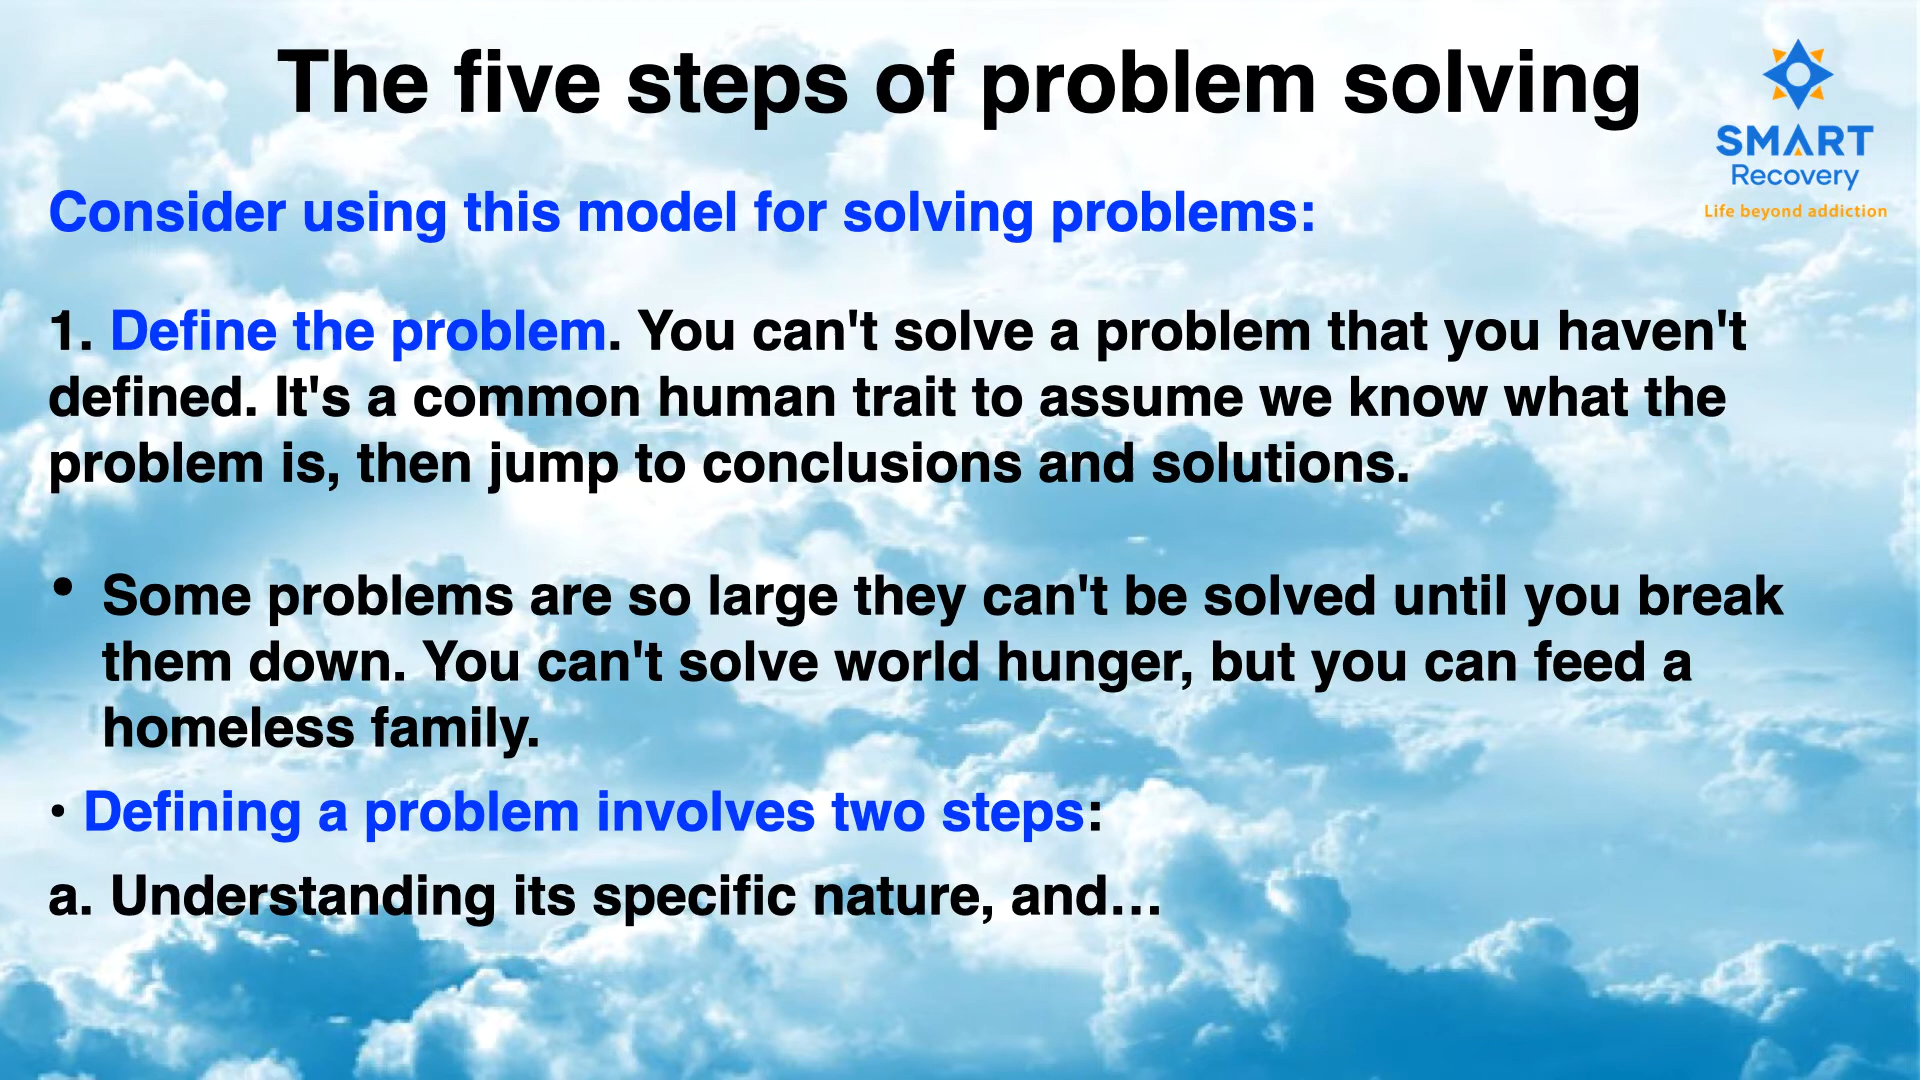 The five steps of problem solving
SMART
Recovery
Life beyond addiction
Consider using this model for solving problems:
1. Define the problem. You can't solve a problem that you haven't
defined. It's a common human trait to assume we know what the
problem is, then jump to conclusions and solutions.
• Some problems are so large they can't be solved until you break
them down. You can't solve world hunger, but you can feed a
homeless family.
• Defining a problem involves two steps:
a. Understanding its specific nature, and…